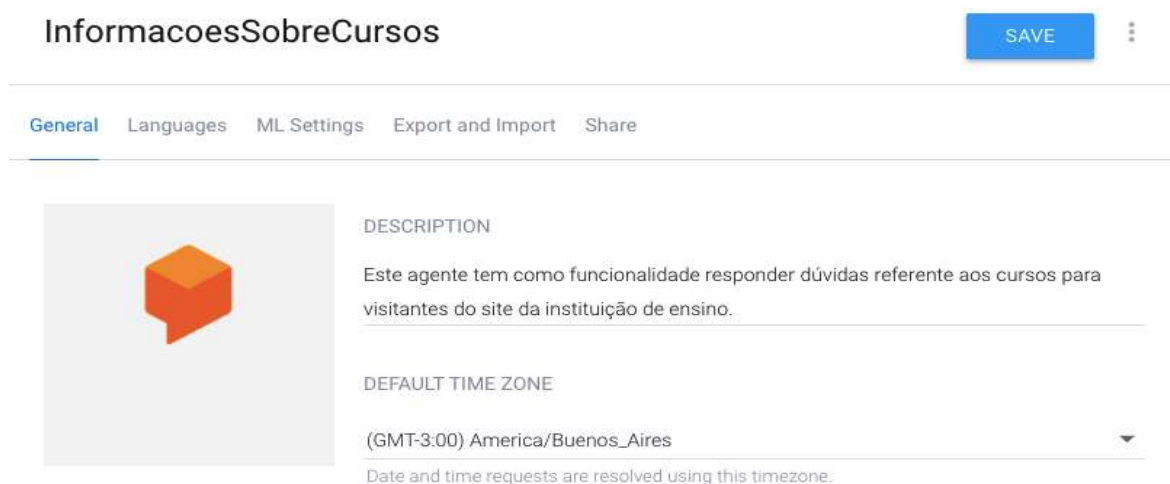 InformacoesSobreCursos
SAVE
General Languages ML Settings Export and Import Share
DESCRIPTION
Este agente tem como funcionalidade responder dúvidas referente aos cursos para
visitantes do site da instituição de ensino.
DEFAULT TIME ZONE
(GMT-3:00) America/Buenos_Aires
Date and time requests are resolved using this timezone.